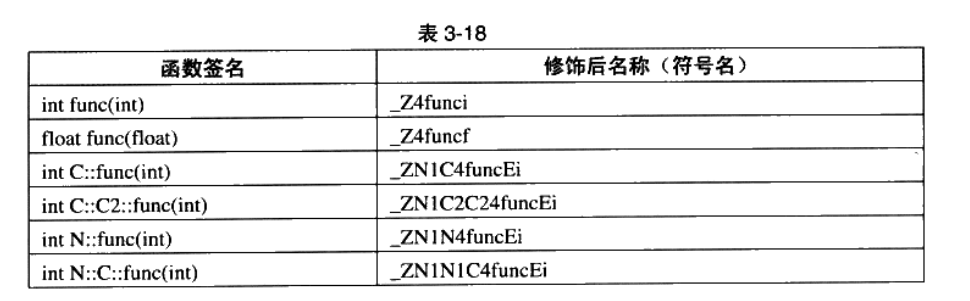 表 3-18
函数签名 修饰后名称（符号名）
int func(int) _Z4funci
float func(float) _Z4funcf
int C::func(int) _ZN1C4funcEi
int C::C2::func(int) _ZN1C2C24funcEi
int N::func(int) _ZN1N4funcEi
int N::C::func(int) _ZN1N1C4funcEi